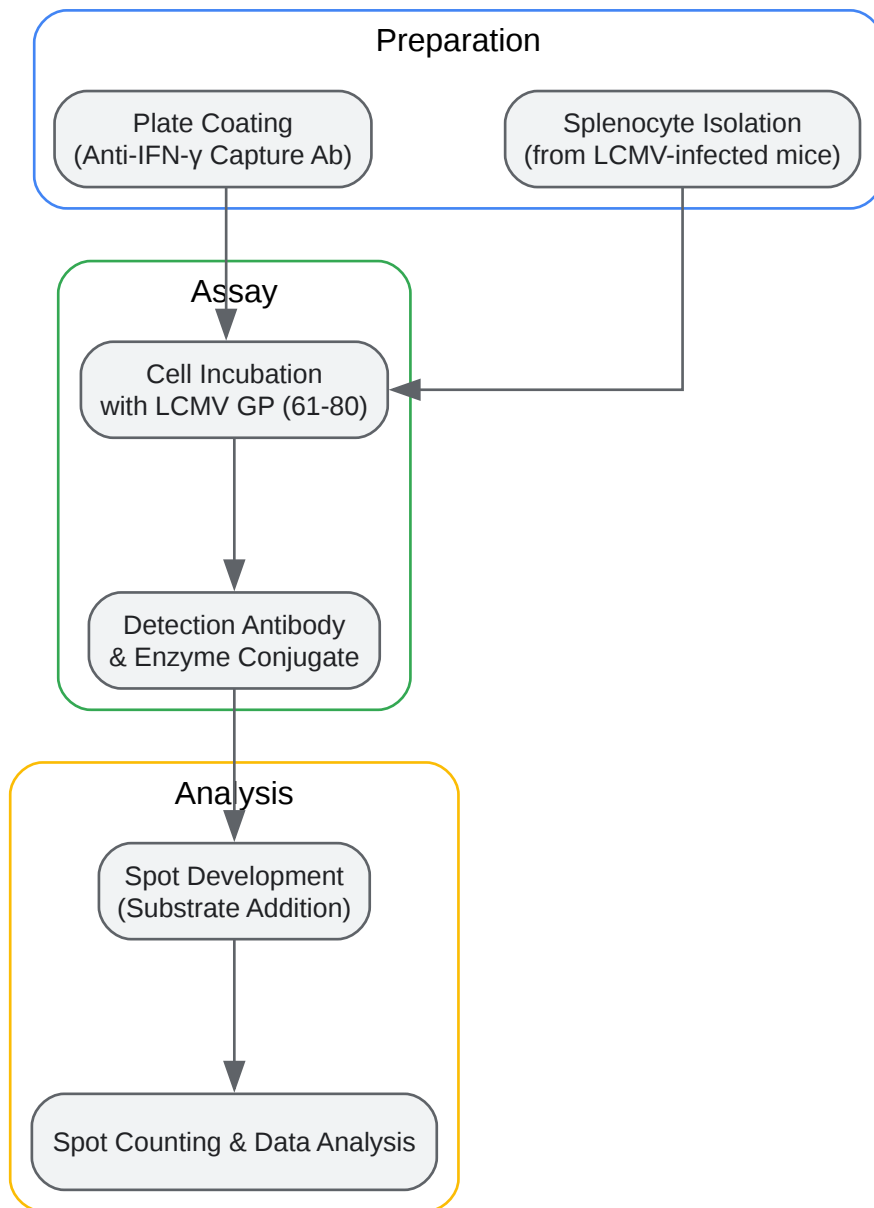 Preparation
Plate Coating
(Anti-IFN-γ Capture Ab)
Splenocyte Isolation
(from LCMV-infected mice)
Assay
Cell Incubation
with LCMV GP (61-80)
Detection Antibody
& Enzyme Conjugate
Analysis
Spot Development
(Substrate Addition)
Spot Counting & Data Analysis